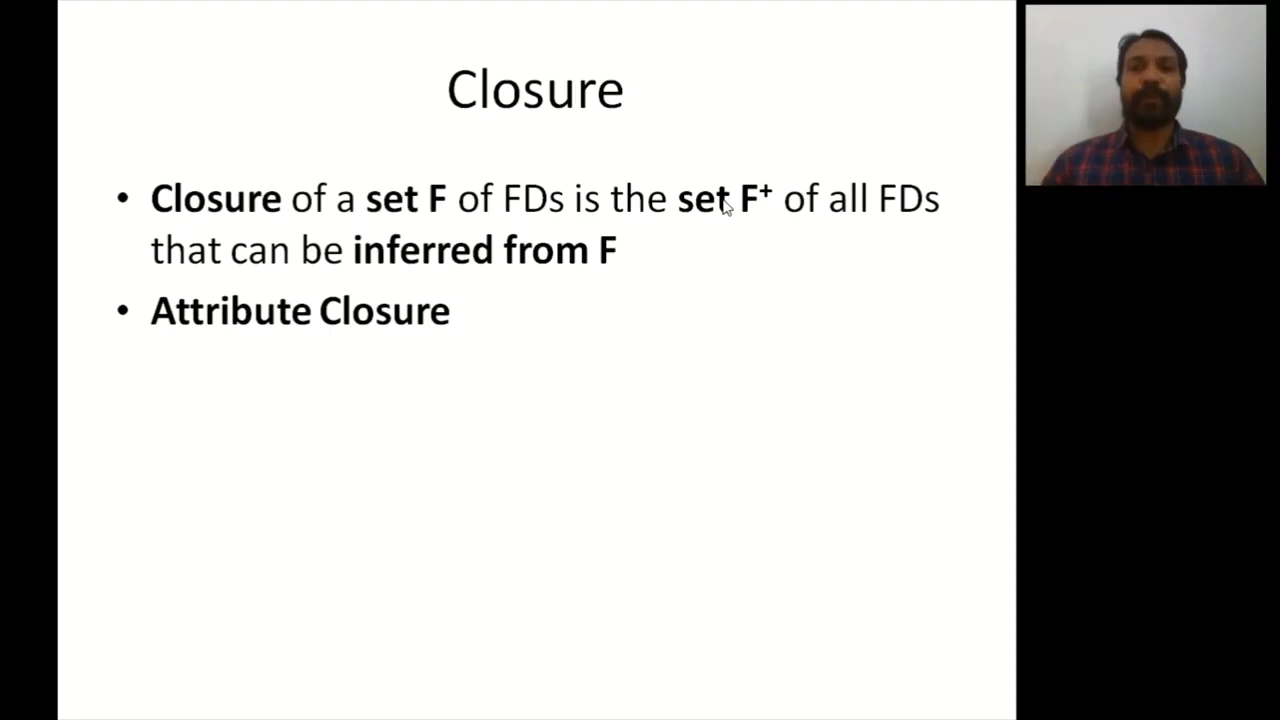 Closure
• Closure of a set F of FDs is the set F⁺ of all FDs
that can be inferred from F
• Attribute Closure